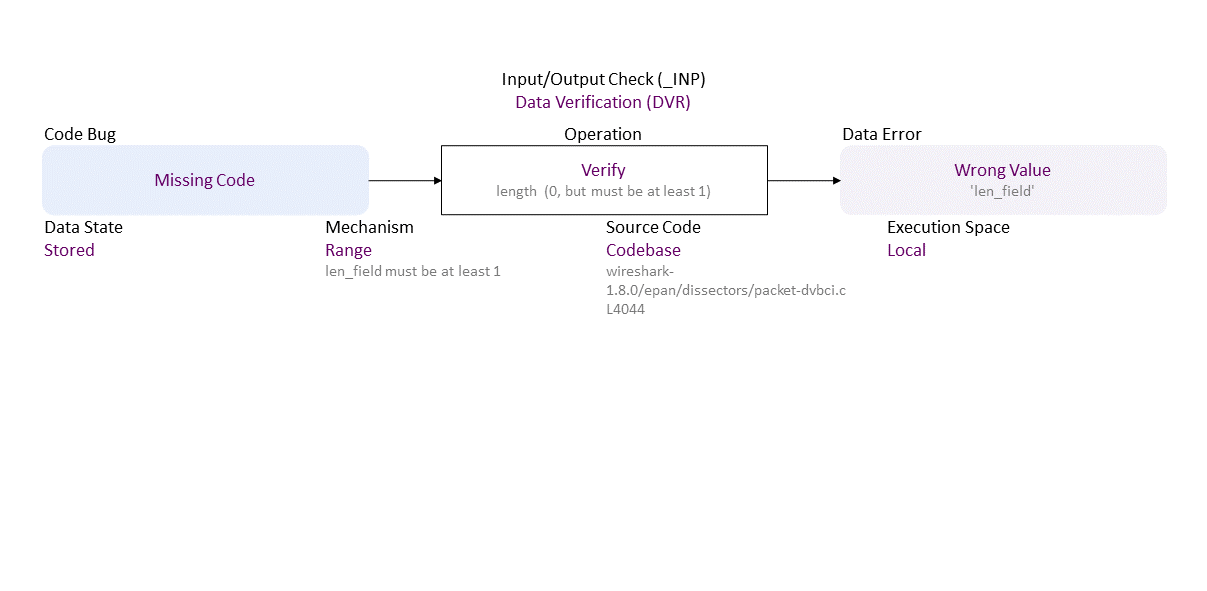 Input/Output Check (_INP)
Data Verification (DVR)
Code Bug
Operation
Data Error
Missing Code
Verify
length  (0, but must be at least 1)
Wrong Value
'len_field'
Data State
Stored
Mechanism
Range
len_field must be at least 1
Source Code
Codebase
wireshark-
1.8.0/epan/dissectors/packet-dvbci.c
L4044
Execution Space
Local